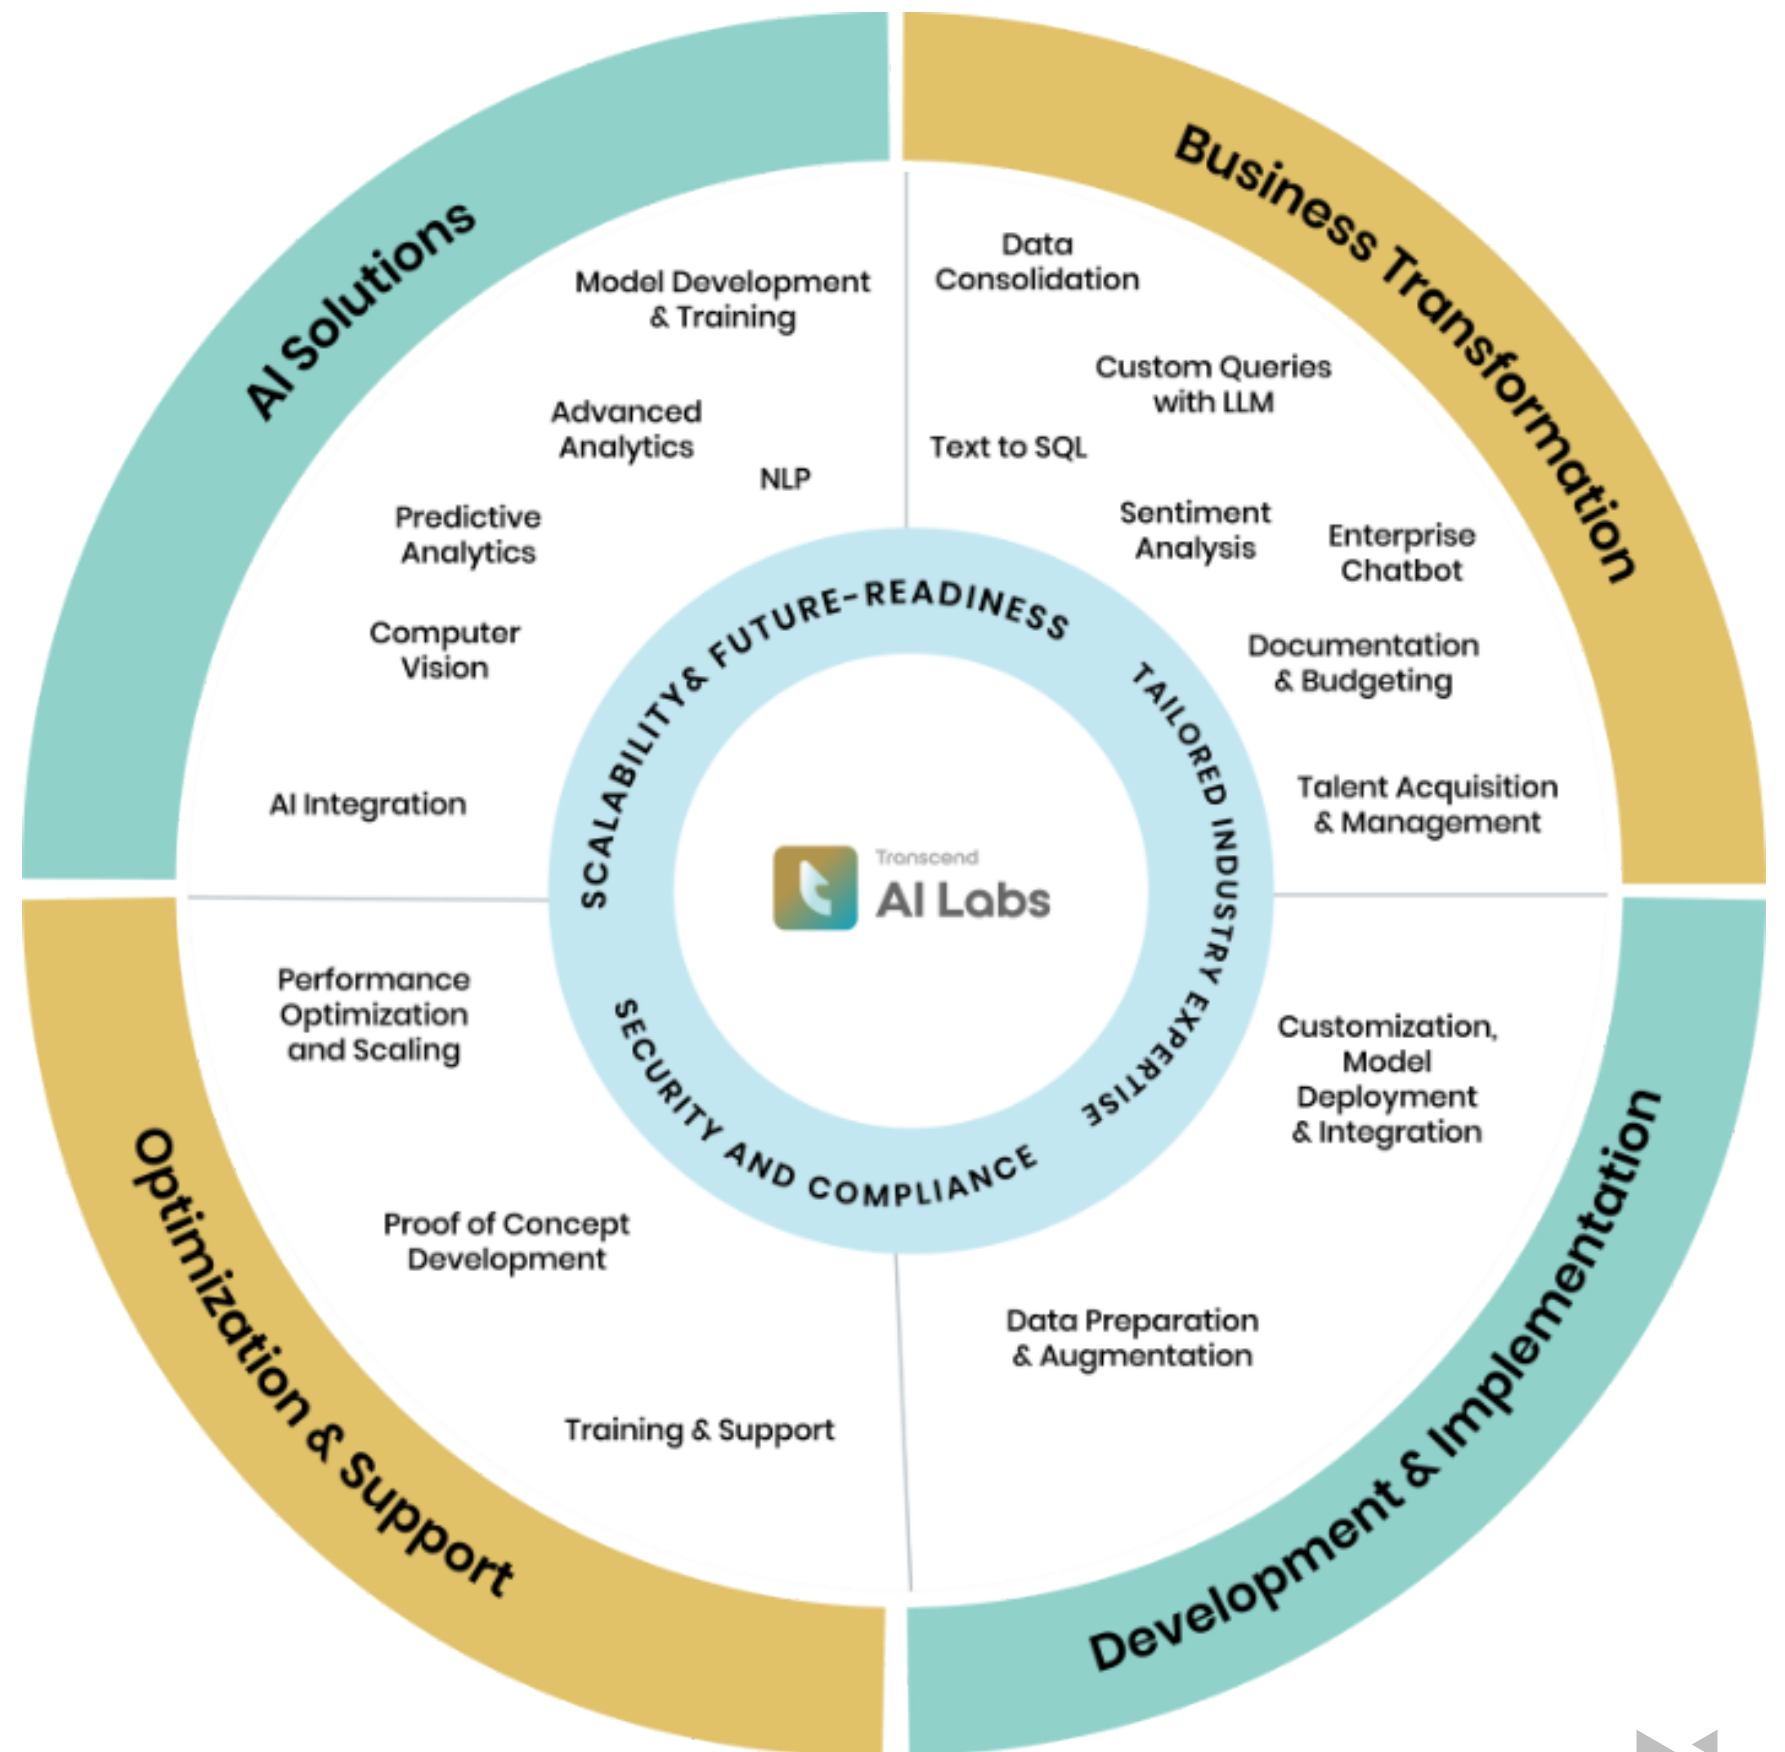 AI Solutions
Model Development
& Training
Advanced
Analytics
NLP
Predictive
Analytics
Computer
Vision
AI Integration
Business Transformation
Data
Consolidation
Custom Queries
with LLM
Text to SQL
Sentiment
Analysis
Enterprise
Chatbot
Documentation
& Budgeting
Talent Acquisition
& Management
SCALABILITY& FUTURE-READINESS
TAILORED INDUSTRY EXPERTISE
SECURITY AND COMPLIANCE
Transcend
AI Labs
Optimization & Support
Performance
Optimization
and Scaling
Proof of Concept
Development
Training & Support
Development & Implementation
Customization,
Model
Deployment
& Integration
Data Preparation
& Augmentation